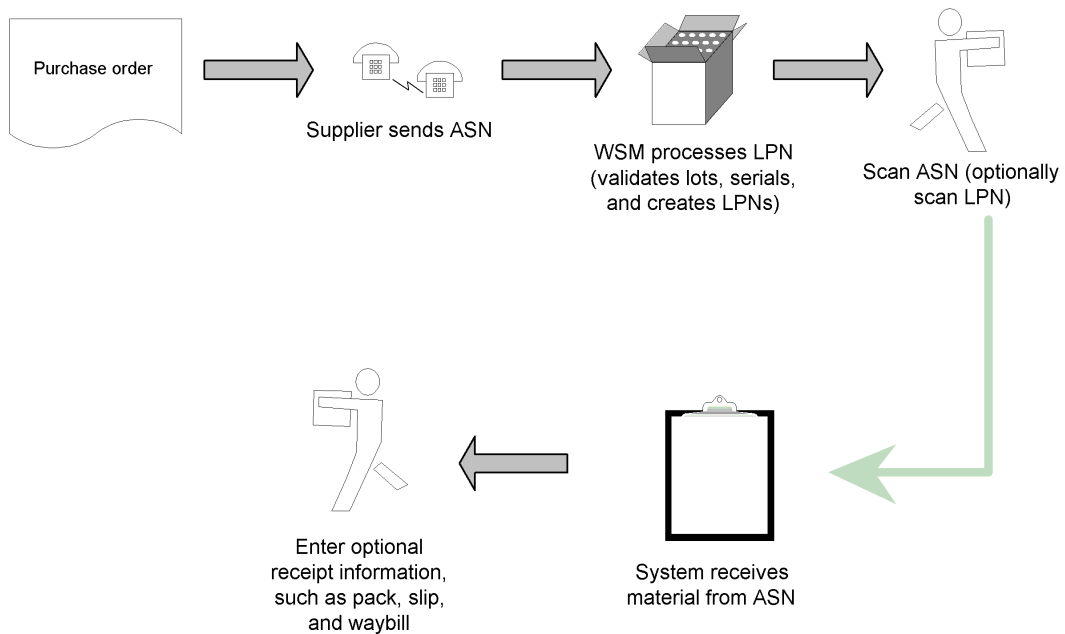 Purchase order
Supplier sends ASN
WSM processes LPN
(validates lots, serials,
and creates LPNs)
Scan ASN (optionally
scan LPN)
Enter optional
receipt information,
such as pack, slip,
and waybill
System receives
material from ASN